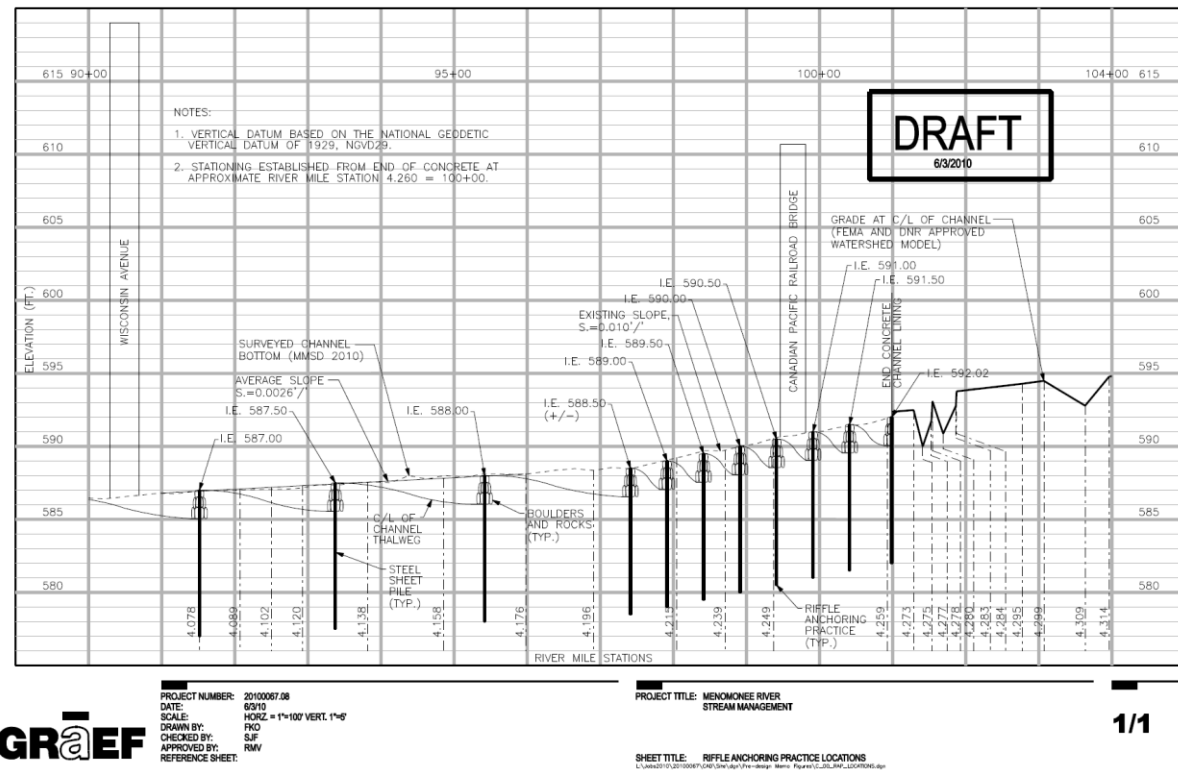 615 90+00 95+00 100+00 104+00 615
NOTES:
1. VERTICAL DATUM BASED ON THE NATIONAL GEODETIC
VERTICAL DATUM OF 1929, NGVD29.
2. STATIONING ESTABLISHED FROM END OF CONCRETE AT
APPROXIMATE RIVER MILE STATION 4.260 = 100+00.
DRAFT
6/3/2010
610 610
605 605
600 600
595 595
590 590
585 585
580 580
ELEVATION (FT.)
WISCONSIN AVENUE
CANADIAN PACIFIC RAILROAD BRIDGE
END CONCRETE
CHANNEL LINING
GRADE AT C/L OF CHANNEL
(FEMA AND DNR APPROVED
WATERSHED MODEL)
I.E. 591.00
I.E. 591.50
I.E. 590.50
I.E. 590.00
EXISTING SLOPE,
S.=0.010'/'
I.E. 589.50
I.E. 589.00
I.E. 588.50
(+/-)
I.E. 592.02
SURVEYED CHANNEL
BOTTOM (MMSD 2010)
AVERAGE SLOPE
S.=0.0026'/'
I.E. 587.50
I.E. 588.00
I.E. 587.00
C/L OF
CHANNEL
THALWEG
BOULDERS
AND ROCKS
(TYP.)
STEEL
SHEET
PILE
(TYP.)
RIFFLE
ANCHORING
PRACTICE
(TYP.)
4.078
4.089
4.102
4.120
4.138
4.158
4.176
4.196
4.215
4.239
4.249
4.259
4.273
4.275
4.277
4.278
4.280
4.283
4.284
4.295
4.299
4.309
4.314
RIVER MILE STATIONS
GRaEF
PROJECT NUMBER: 20100067.08
DATE: 6/3/10
SCALE: HORZ. = 1"=100' VERT. 1"=5'
DRAWN BY: FKO
CHECKED BY: SJF
APPROVED BY: RMV
REFERENCE SHEET:
PROJECT TITLE: MENOMONEE RIVER
STREAM MANAGEMENT
SHEET TITLE: RIFFLE ANCHORING PRACTICE LOCATIONS
1/1